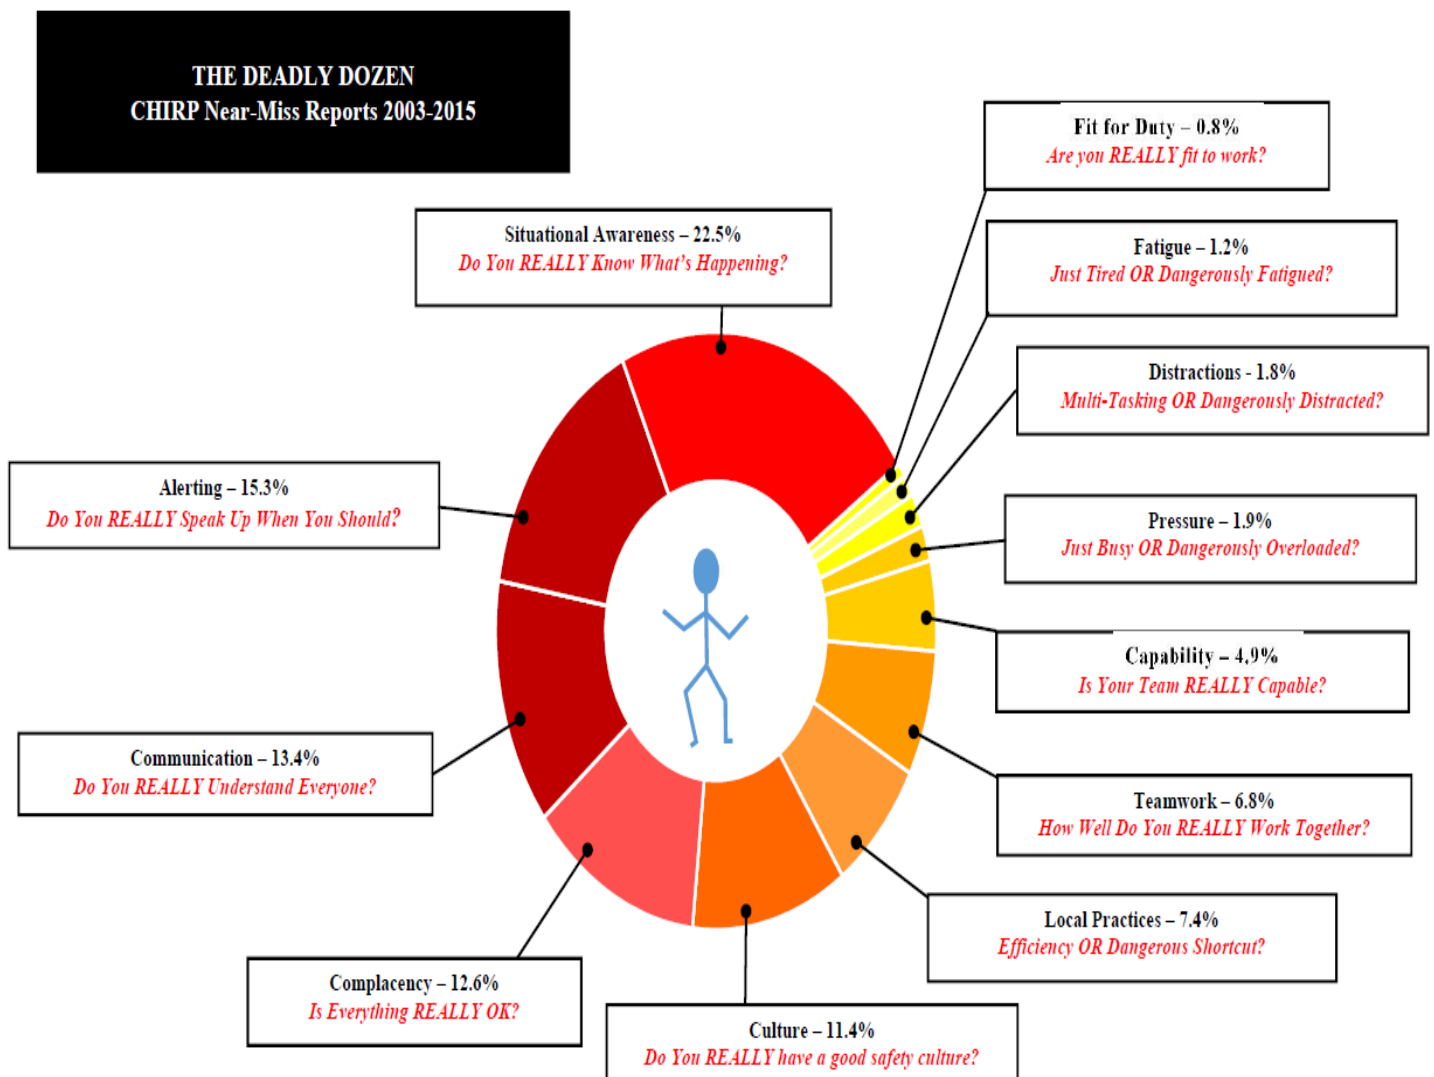 THE DEADLY DOZEN
CHIRP Near-Miss Reports 2003-2015
Fit for Duty – 0.8%
Are you REALLY fit to work?
Situational Awareness – 22.5%
Do You REALLY Know What's Happening?
Fatigue – 1.2%
Just Tired OR Dangerously Fatigued?
Distractions - 1.8%
Multi-Tasking OR Dangerously Distracted?
Alerting – 15.3%
Do You REALLY Speak Up When You Should?
Pressure – 1.9%
Just Busy OR Dangerously Overloaded?
Capability – 4.9%
Is Your Team REALLY Capable?
Communication – 13.4%
Do You REALLY Understand Everyone?
Teamwork – 6.8%
How Well Do You REALLY Work Together?
Local Practices – 7.4%
Efficiency OR Dangerous Shortcut?
Complacency – 12.6%
Is Everything REALLY OK?
Culture – 11.4%
Do You REALLY have a good safety culture?